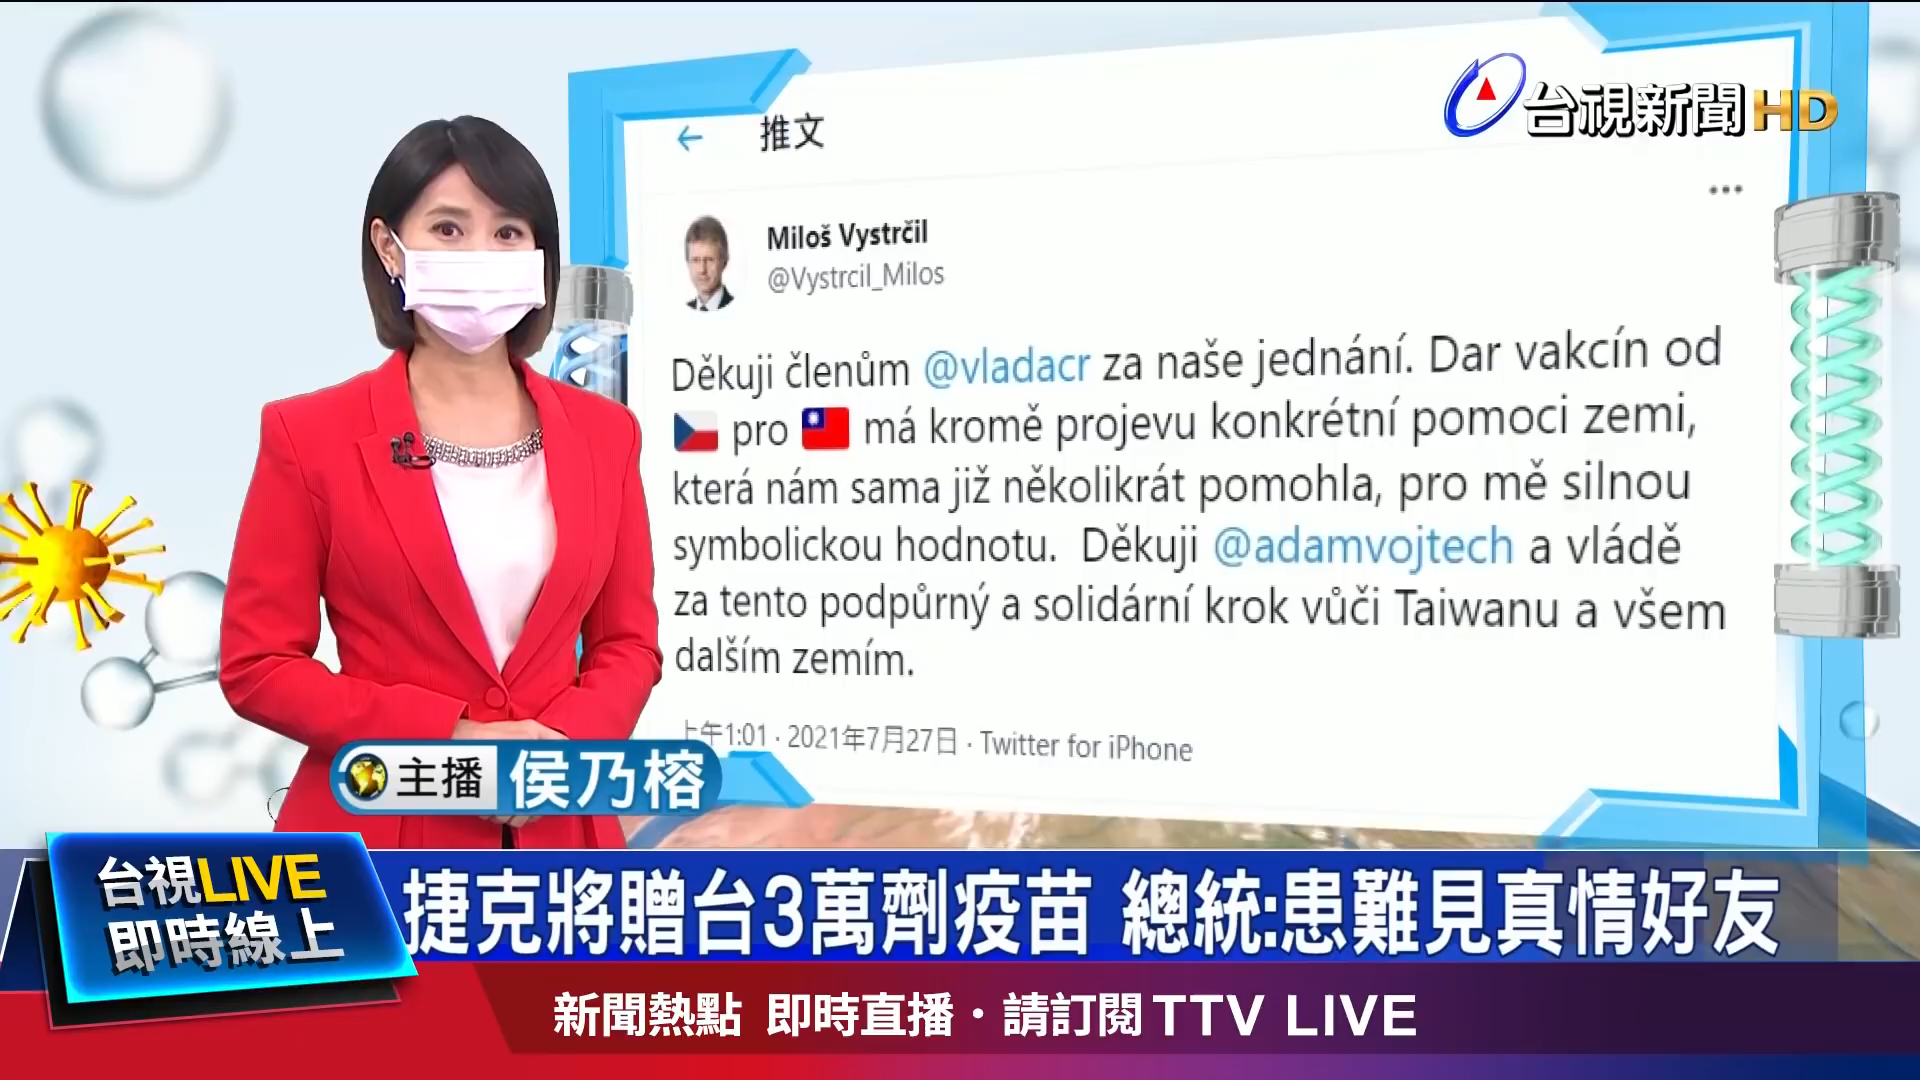 台視新聞HD
推文
Miloš Vystrčil
@Vystrcil_Milos
Děkuji členům @vladacr za naše jednání. Dar vakcín od
🇨🇿 pro 🇹🇼 má kromě projevu konkrétní pomoci zemi,
která nám sama již několikrát pomohla, pro mě silnou
symbolickou hodnotu. Děkuji @adamvojtech a vládě
za tento podpůrný a solidární krok vůči Taiwanu a všem
dalším zemím.
上午1:01 · 2021年7月27日 · Twitter for iPhone
主播 侯乃榕
台視LIVE
即時線上
捷克將贈台3萬劑疫苗 總統:患難見真情好友
新聞熱點 即時直播・請訂閱TTV LIVE